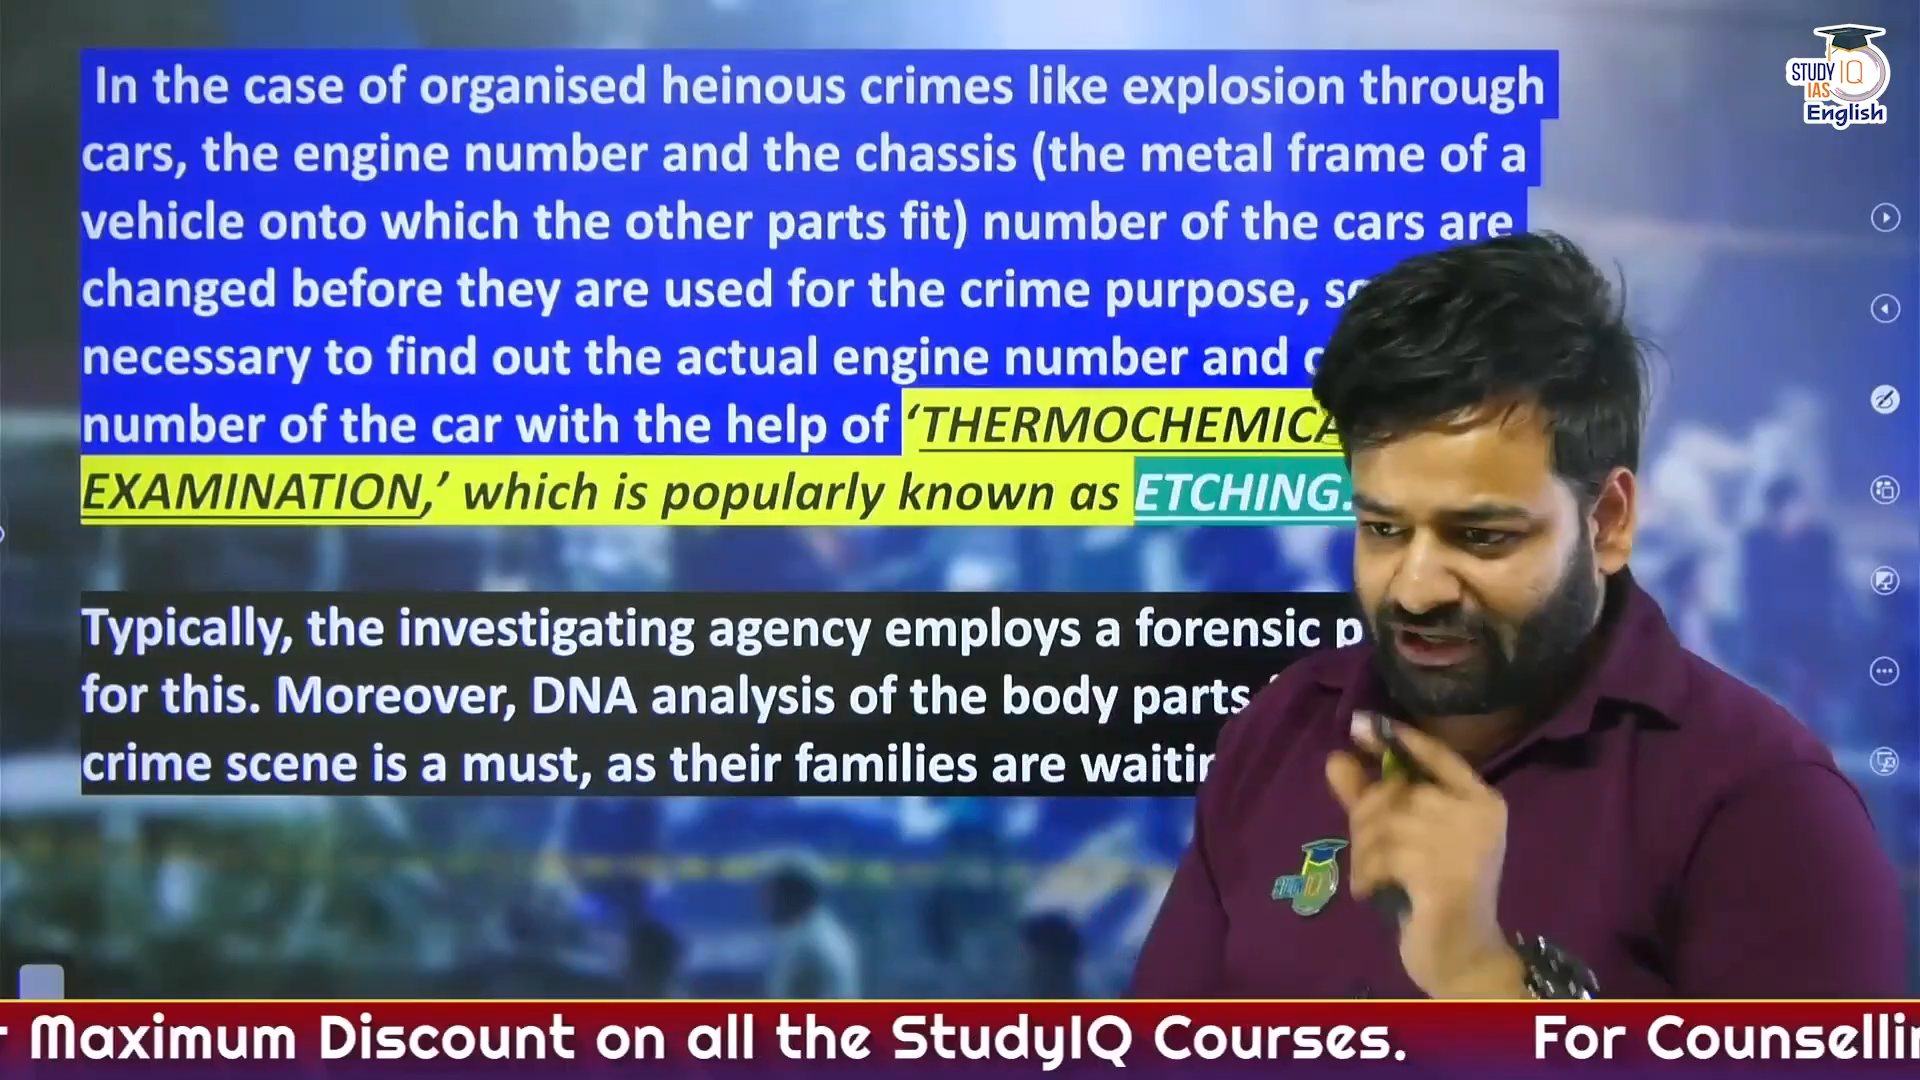 In the case of organised heinous crimes like explosion through
cars, the engine number and the chassis (the metal frame of a
vehicle onto which the other parts fit) number of the cars are
changed before they are used for the crime purpose,
necessary to find out the actual engine number and
number of the car with the help of ‘THERMOCHEMICA
EXAMINATION,’ which is popularly known as ETCHING.
Typically, the investigating agency employs a forensic
for this. Moreover, DNA analysis of the body parts
crime scene is a must, as their families are
STUDY IQ
IAS
English
Maximum Discount on all the StudyIQ Courses. For